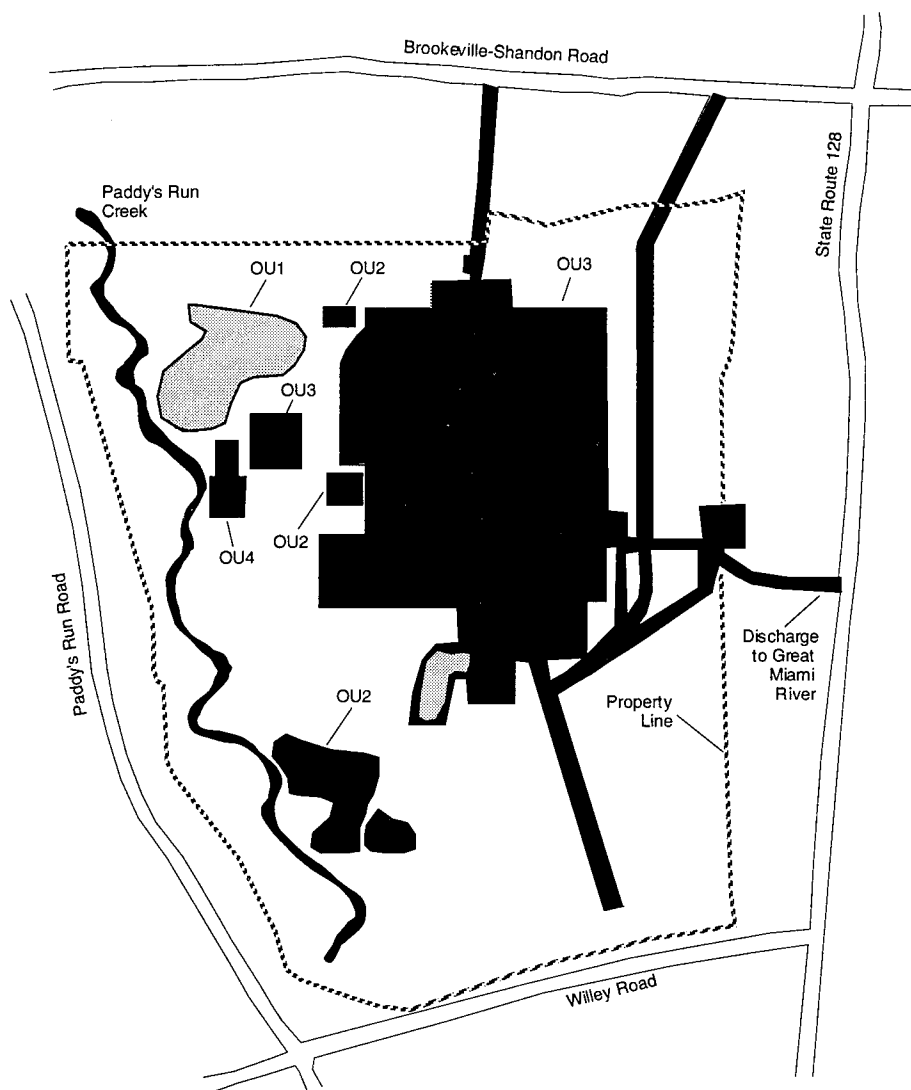 Brookeville-Shandon Road
State Route 128
Paddy's Run
Creek
OU1
OU2
OU3
OU3
OU2
OU4
Paddy's Run Road
Discharge
to Great
Miami
River
OU2
Property
Line
Willey Road